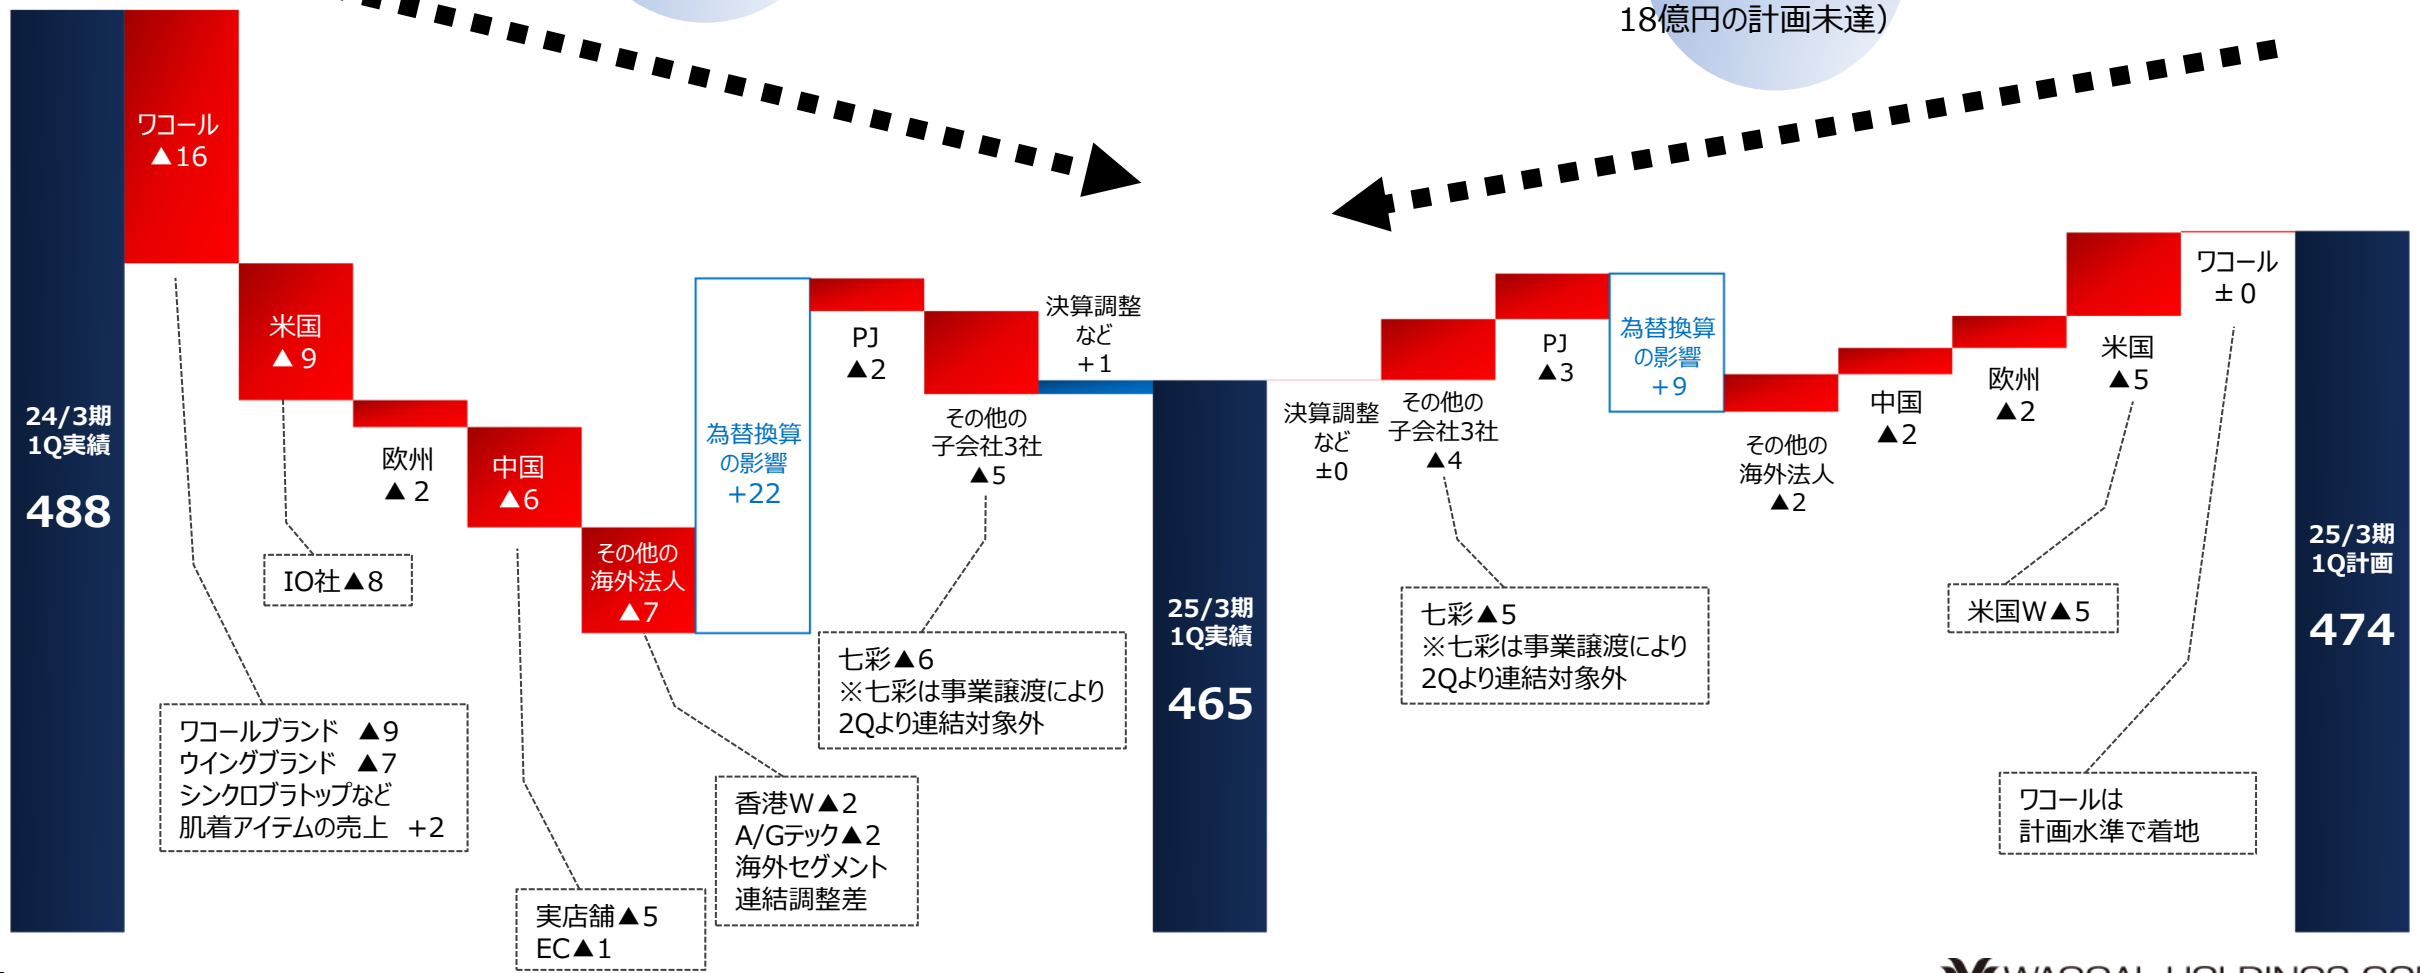 18億円の計画未達）
24/3期
1Q実績
488
ワコール
▲16
米国
▲ 9
欧州
▲ 2
中国
▲6
その他の
海外法人
▲7
為替換算
の影響
+22
PJ
▲2
その他の
子会社3社
▲5
決算調整
など
+1
IO社▲8
ワコールブランド ▲9
ウイングブランド ▲7
シンクロブラトップなど
肌着アイテムの売上 +2
実店舗▲5
EC▲1
香港W▲2
A/Gテック▲2
海外セグメント
連結調整差
七彩▲6
※七彩は事業譲渡により
2Qより連結対象外
25/3期
1Q実績
465
決算調整
など
±0
その他の
子会社3社
▲4
PJ
▲3
為替換算
の影響
+9
その他の
海外法人
▲2
中国
▲2
欧州
▲2
米国
▲5
ワコール
± 0
七彩▲5
※七彩は事業譲渡により
2Qより連結対象外
米国W▲5
ワコールは
計画水準で着地
25/3期
1Q計画
474